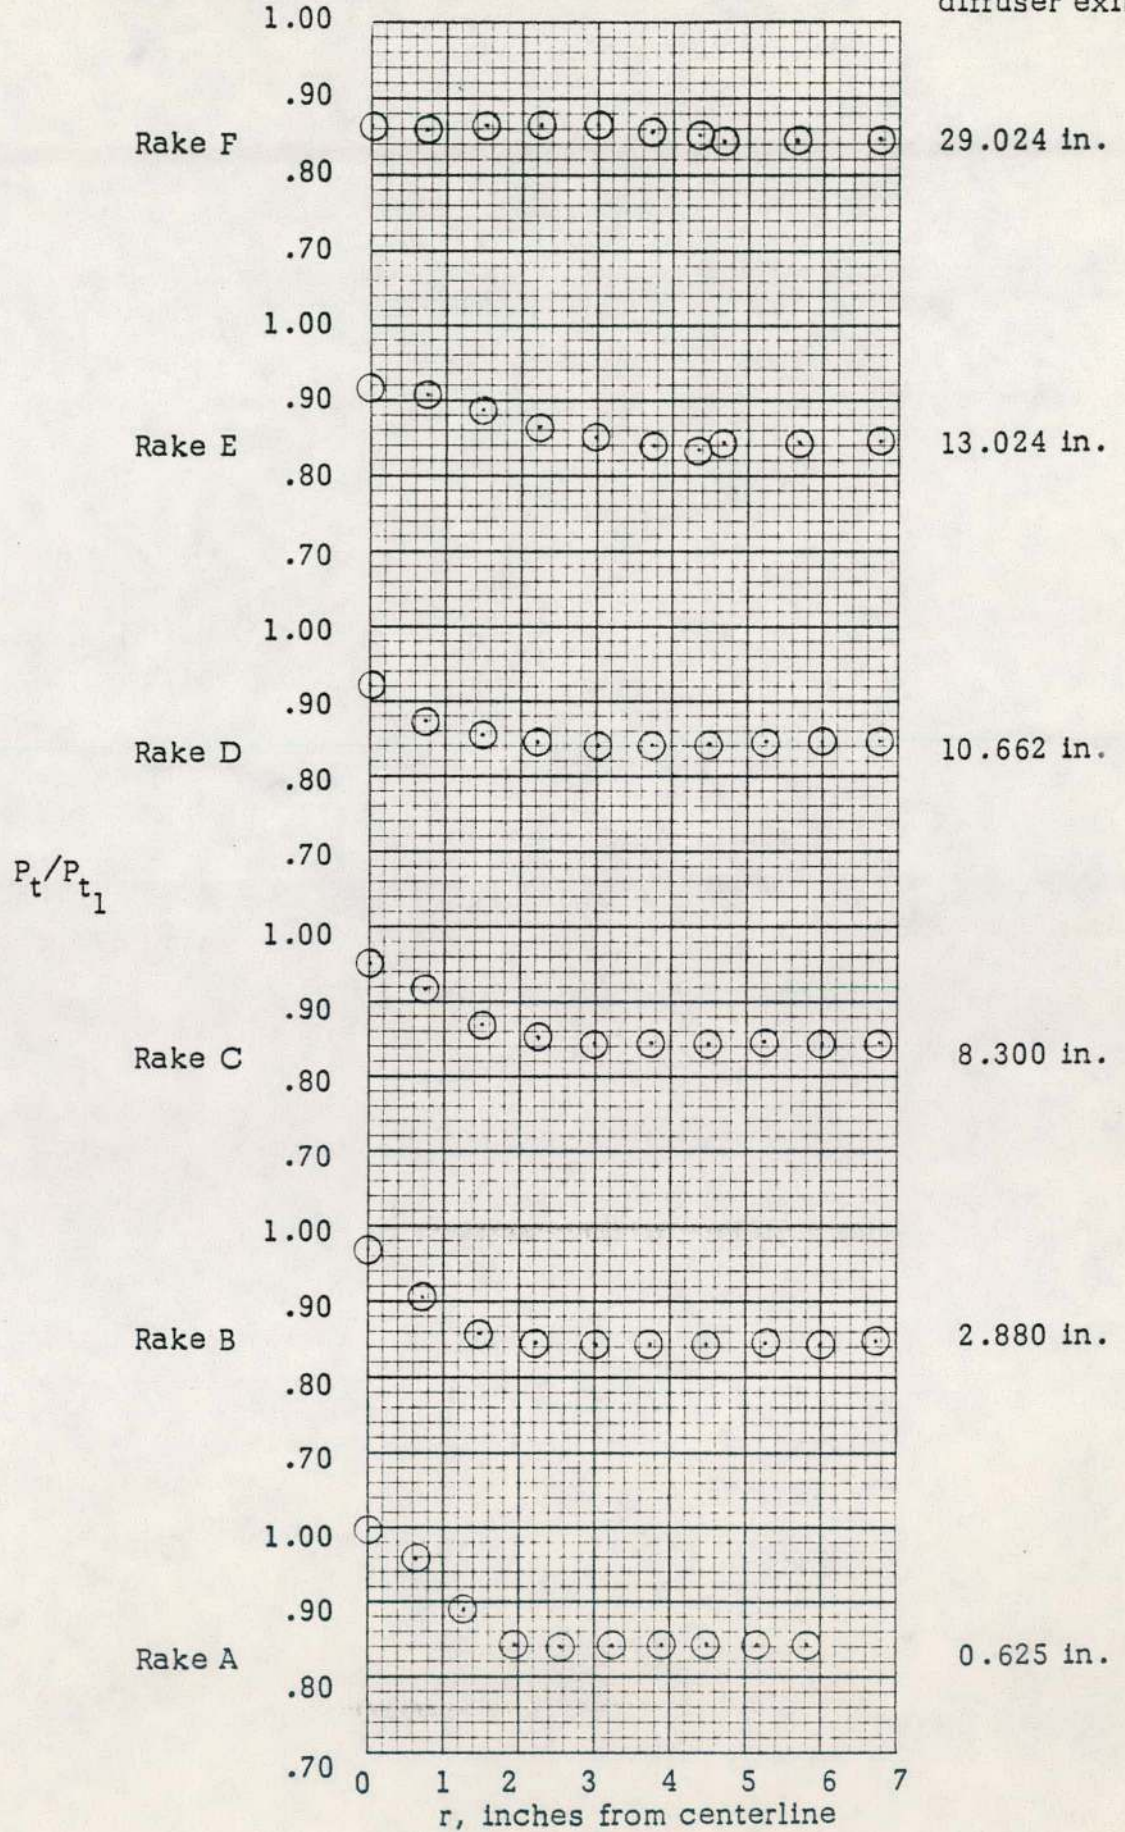 diffuser exit
1.00
.90
Rake F
29.024 in.
.80
.70
1.00
.90
Rake E
13.024 in.
.80
.70
1.00
.90
Rake D
10.662 in.
.80
.70
Pt/Pt1
1.00
.90
Rake C
8.300 in.
.80
.70
1.00
.90
Rake B
2.880 in.
.80
.70
1.00
.90
Rake A
0.625 in.
.80
.70
0 1 2 3 4 5 6 7
r, inches from centerline